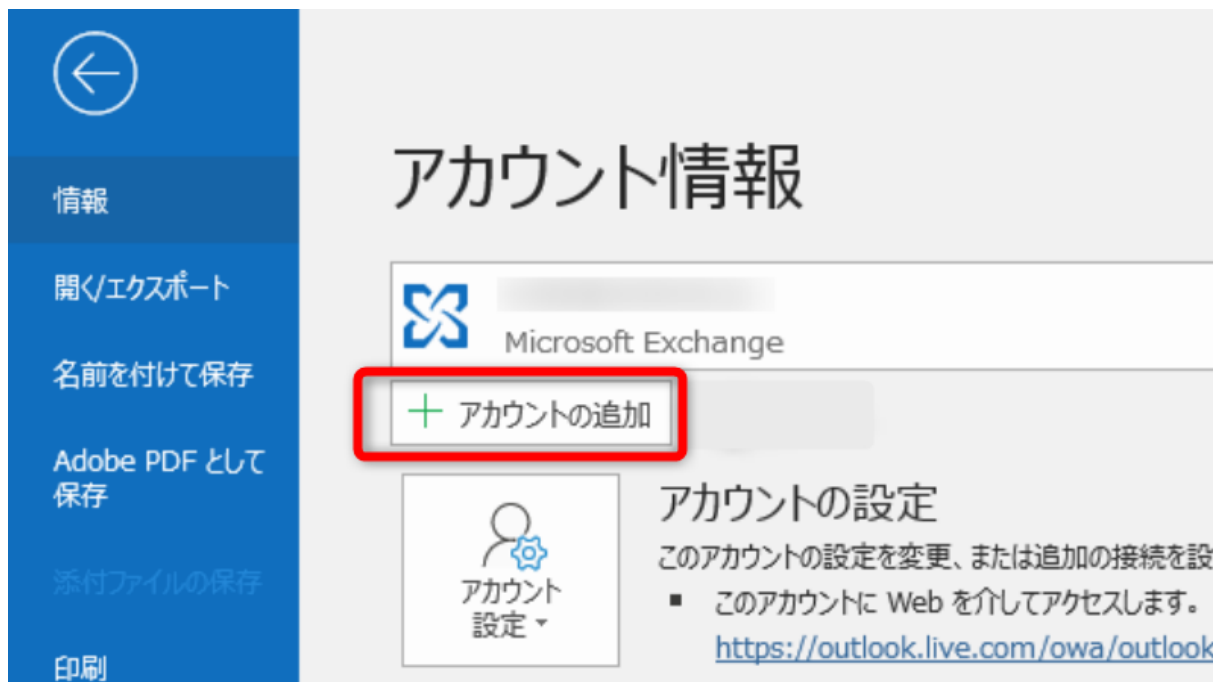 情報
開く/エクスポート
名前を付けて保存
Adobe PDF として
保存
添付ファイルの保存
印刷
アカウント情報
Microsoft Exchange
アカウントの追加
アカウント
設定
アカウントの設定
このアカウントの設定を変更、または追加の接続を設
このアカウントに Web を介してアクセスします。
https://outlook.live.com/owa/outlook